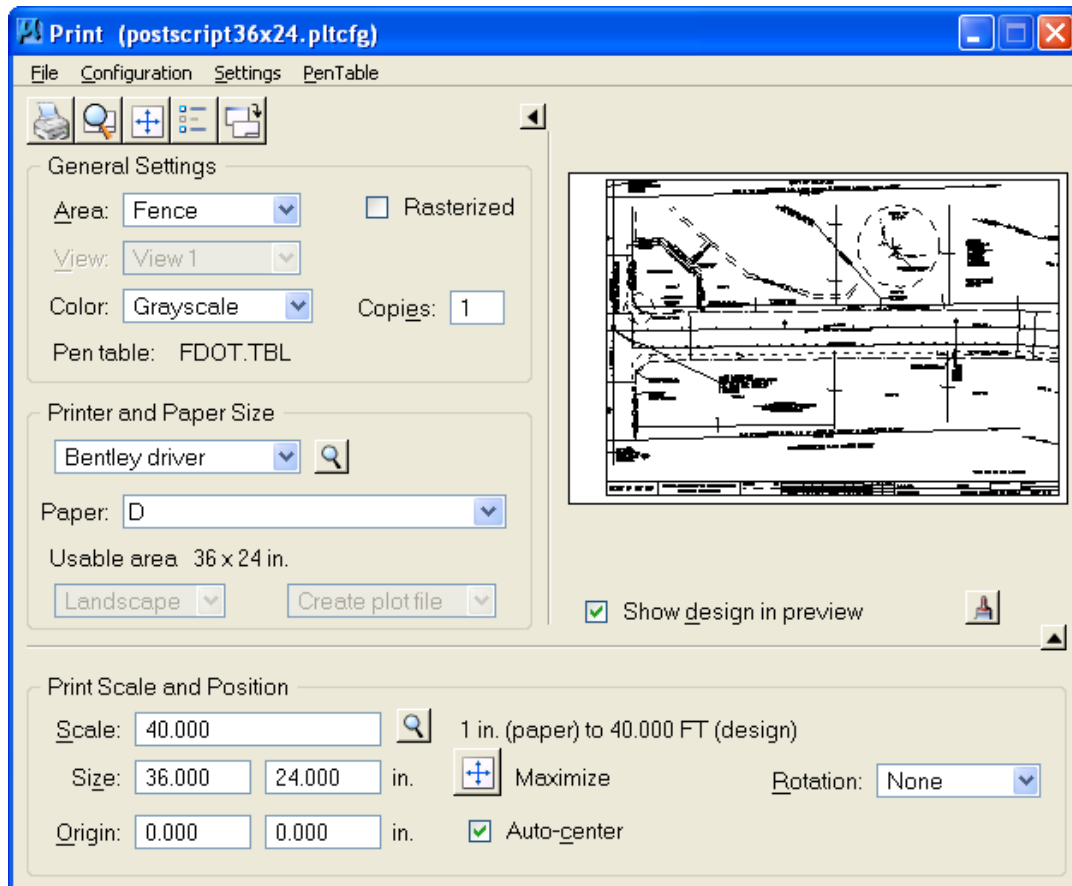 Print (postscript36x24.pltcfg)
File Configuration Settings PenTable
General Settings
Area: Fence Rasterized
View: View 1
Color: Grayscale Copies: 1
Pen table: FDOT.TBL
Printer and Paper Size
Bentley driver
Paper: D
Usable area 36 x 24 in.
Landscape Create plot file
Show design in preview
Print Scale and Position
Scale: 40.000 1 in. (paper) to 40.000 FT (design)
Size: 36.000 24.000 in. Maximize Rotation: None
Origin: 0.000 0.000 in. Auto-center